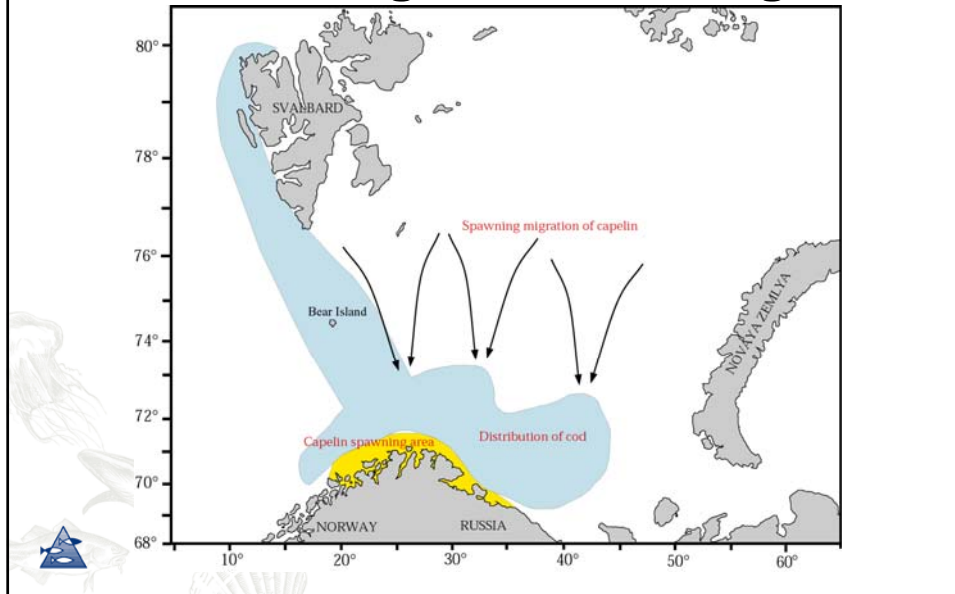 80°
SVALBARD
78°
Spawning migration of capelin
76°
NOVAYA ZEMLYA
Bear Island
74°
72°
Distribution of cod
Capelin spawning area
70°
NORWAY
RUSSIA
68°
10°
20°
30°
40°
50°
60°